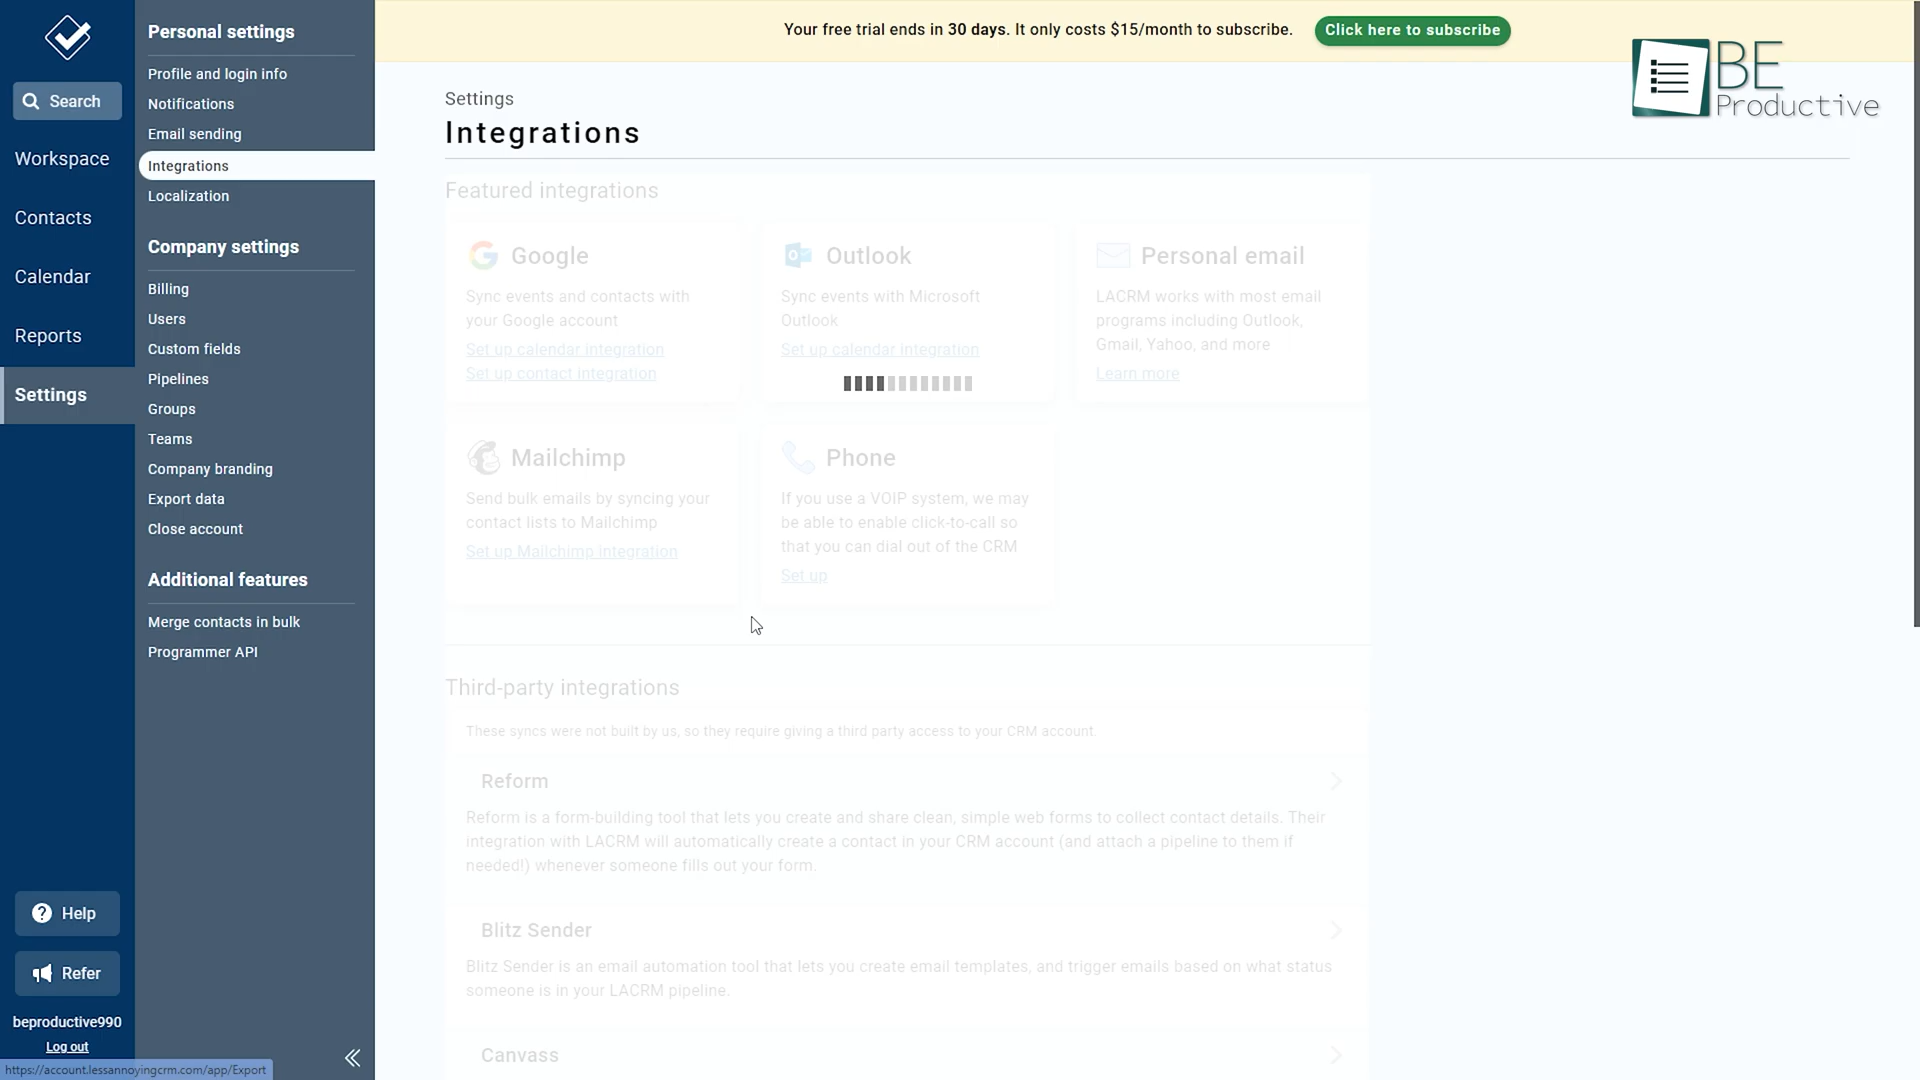 Your free trial ends in 30 days. It only costs $15/month to subscribe.
Click here to subscribe
BE
Productive
Search
Workspace
Contacts
Calendar
Reports
Settings
Help
Refer
beproductive990
Log out
https://account.lessannoyingcrm.com/app/Export
Personal settings
Profile and login info
Notifications
Email sending
Integrations
Localization
Company settings
Billing
Users
Custom fields
Pipelines
Groups
Teams
Company branding
Export data
Close account
Additional features
Merge contacts in bulk
Programmer API
Settings
Integrations
Featured integrations
Google
Sync events and contacts with
your Google account
Set up calendar integration
Set up contact integration
Outlook
Sync events with Microsoft
Outlook
Set up calendar integration
Personal email
LACRM works with most email
programs including Outlook,
Gmail, Yahoo, and more
Learn more
Mailchimp
Send bulk emails by syncing your
contact lists to Mailchimp
Set up Mailchimp integration
Phone
If you use a VOIP system, we may
be able to enable click-to-call so
that you can dial out of the CRM
Set up
Third-party integrations
These syncs were not built by us, so they require giving a third party access to your CRM account.
Reform
Reform is a form-building tool that lets you create and share clean, simple web forms to collect contact details. Their
integration with LACRM will automatically create a contact in your CRM account (and attach a pipeline to them if
needed!) whenever someone fills out your form.
Blitz Sender
Blitz Sender is an email automation tool that lets you create email templates, and trigger emails based on what status
someone is in your LACRM pipeline.
Canvass